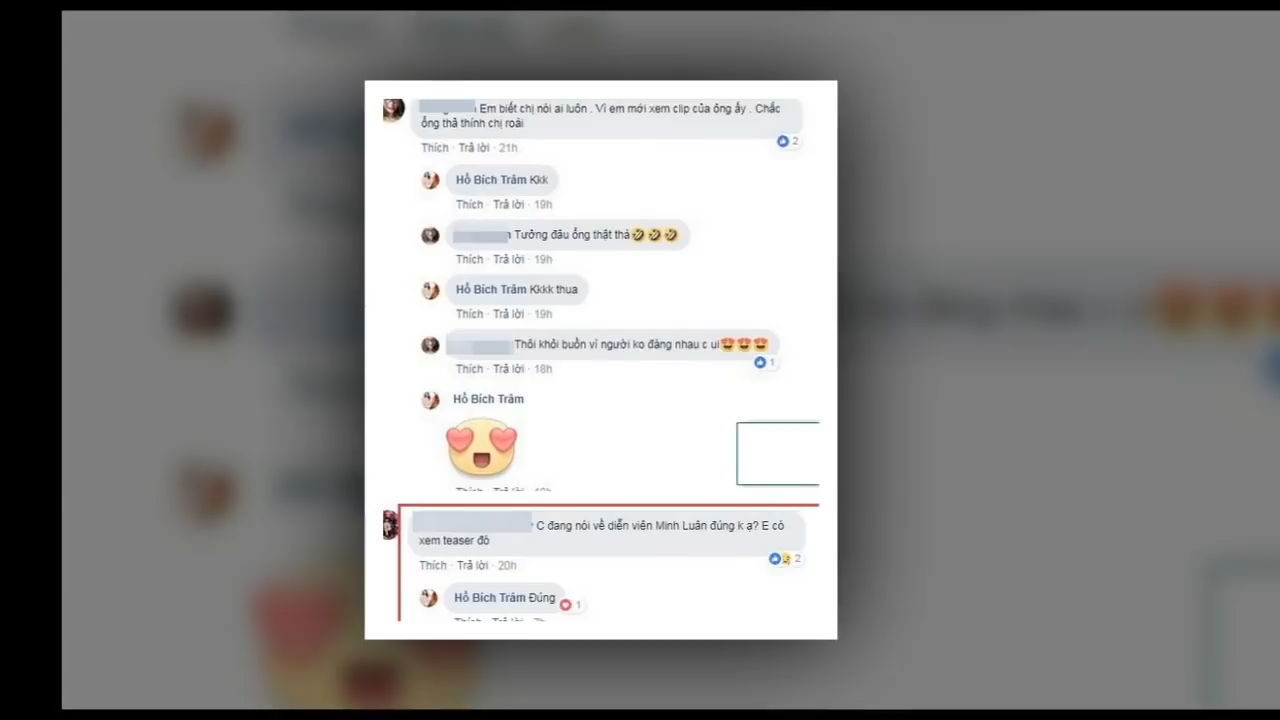 Em biết chị nói ai luôn . Vì em mới xem clip của ông ấy . Chắc
ổng thả thính chị roài
2
Thích · Trả lời · 21h
Hồ Bích Trâm Kkk
Thích · Trả lời · 19h
Tưởng đâu ổng thật thà🤣🤣🤣
Thích · Trả lời · 19h
Hồ Bích Trâm Kkkk thua
Thích · Trả lời · 19h
Thôi khỏi buồn vì người ko đáng nhau c ui😍😍😍
1
Thích · Trả lời · 18h
Hồ Bích Trâm
C đang nói về diễn viên Minh Luân đúng k ạ? E có
xem teaser đó
2
Thích · Trả lời · 20h
Hồ Bích Trâm Đúng
1